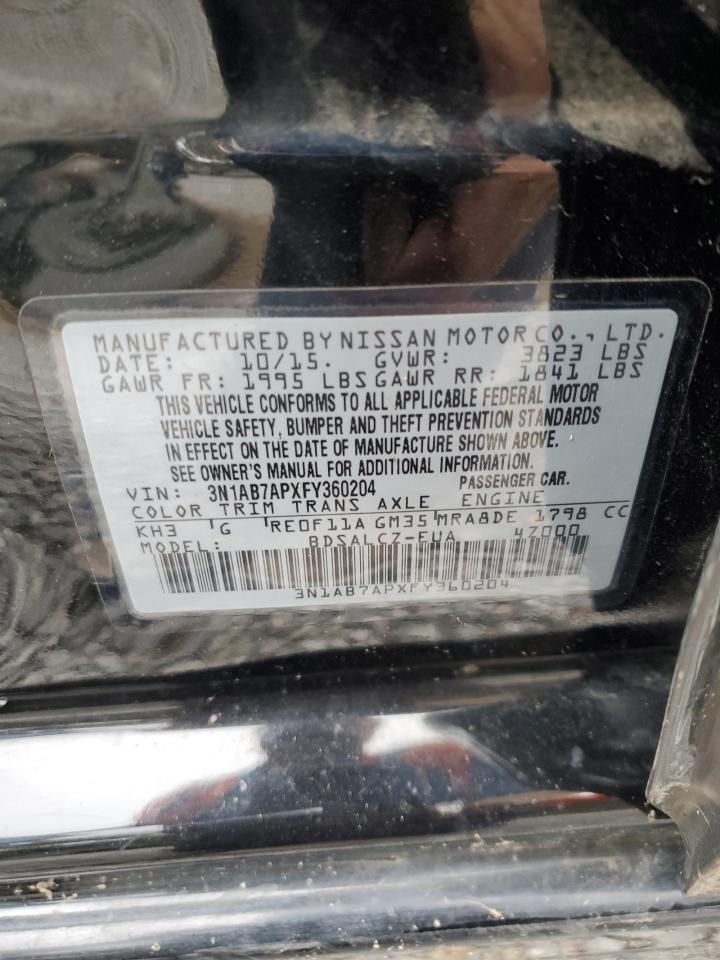 MANUFACTURED BY NISSAN MOTOR CO., LTD.
DATE: 10/15. GVWR: 3823 LBS
GAWR FR: 1995 LBS GAWR RR: 1841 LBS
THIS VEHICLE CONFORMS TO ALL APPLICABLE FEDERAL MOTOR
VEHICLE SAFETY, BUMPER AND THEFT PREVENTION STANDARDS
IN EFFECT ON THE DATE OF MANUFACTURE SHOWN ABOVE.
SEE OWNER'S MANUAL FOR ADDITIONAL INFORMATION.
VIN: 3N1AB7APXFY360204 PASSENGER CAR.
COLOR TRIM TRANS AXLE ENGINE
KH3 G RE0F11A GM35 MRA8DE 1798 CC
MODEL: BDSALCZ-EUA 4Z000
3N1AB7APXFY360204